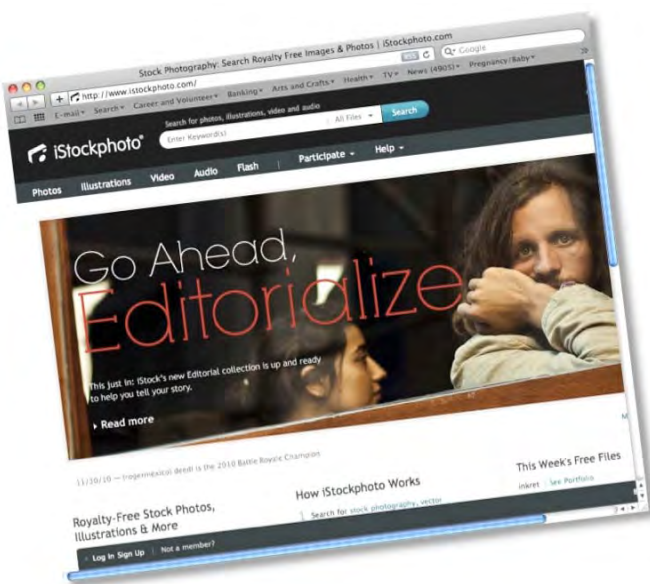 Stock Photography: Search Royalty Free Images & Photos | iStockphoto.com
http://www.istockphoto.com/
RSS
Google
E-mail Search Career and Volunteer Banking Arts and Crafts Health TV News (4905) Pregnancy/Baby
Search for photos, illustrations, video and audio
iStockphoto®
Enter Keyword(s)
All Files
Search
Photos Illustrations Video Audio Flash | Participate Help
Go Ahead,
Editorialize
This just in: iStock's new Editorial collection is up and ready
to help you tell your story.
Read more
11/10/10 —
is the 2010 Battle Royale Champion
Royalty-Free Stock Photos,
Illustrations & More
How iStockphoto Works
Search for stock photography, vector
This Week's Free Files
inkret | See Portfolio
Log In Sign Up | Not a member?